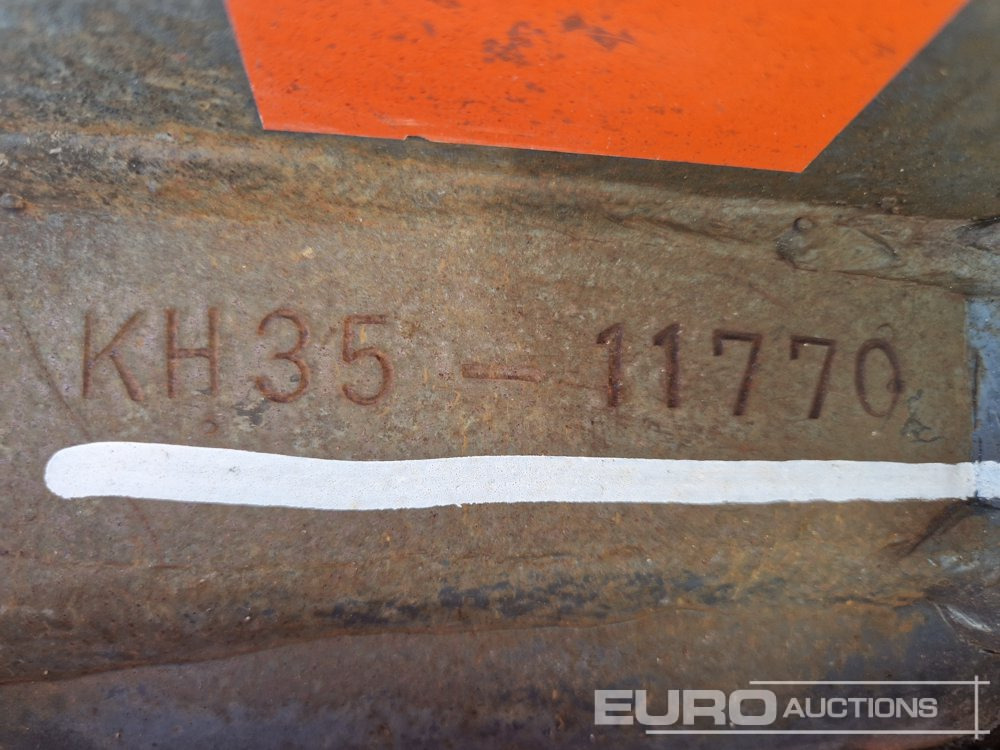 KH35 - 11770
EURO AUCTIONS